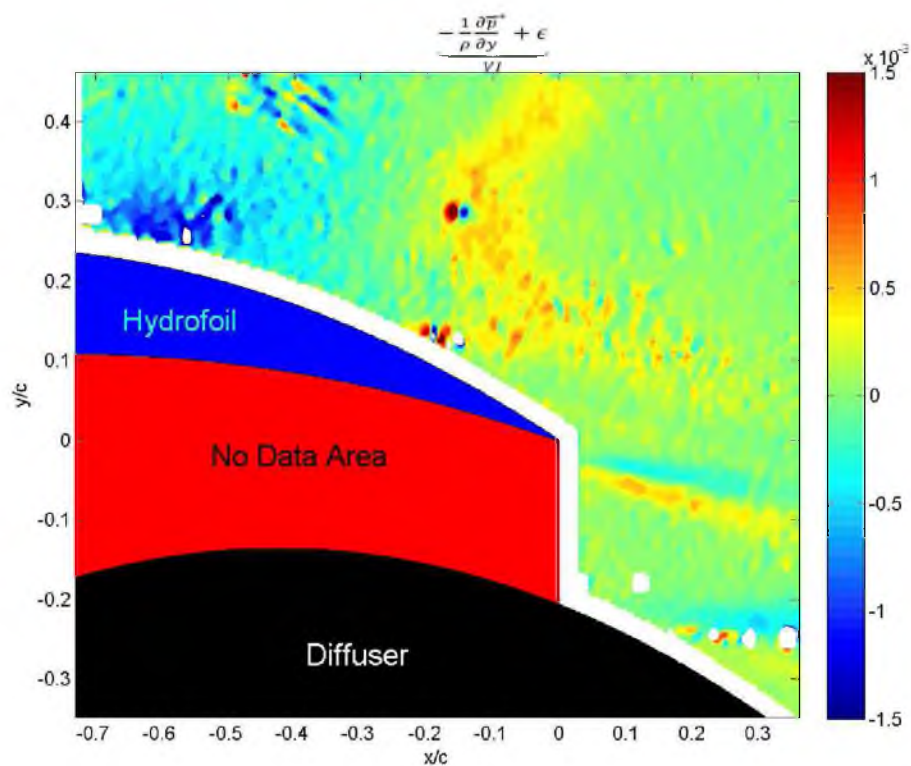 -1/ρ ∂p̅*/∂y + ϵ
VI
x 10⁻³
1.5
1
0.5
0
-0.5
-1
-1.5
y/c
0.4
0.3
0.2
0.1
0
-0.1
-0.2
-0.3
Hydrofoil
No Data Area
Diffuser
-0.7 -0.6 -0.5 -0.4 -0.3 -0.2 -0.1 0 0.1 0.2 0.3
x/c